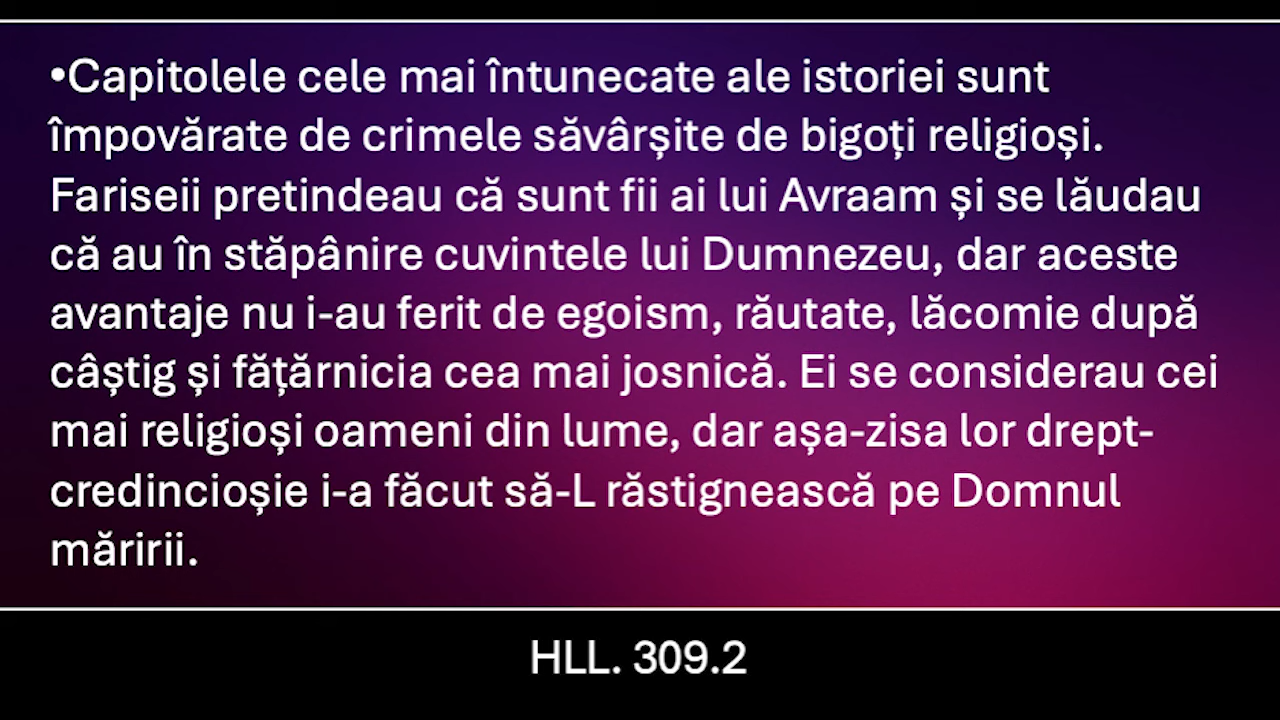 •Capitolele cele mai întunecate ale istoriei sunt
împovărate de crimele săvârșite de bigoți religioși.
Fariseii pretindeau că sunt fii ai lui Avraam și se lăudau
că au în stăpânire cuvintele lui Dumnezeu, dar aceste
avantaje nu i-au ferit de egoism, răutate, lăcomie după
câștig și fățărnicia cea mai josnică. Ei se considerau cei
mai religioși oameni din lume, dar așa-zisa lor drept-
credincioșie i-a făcut să-L răstignească pe Domnul
măririi.
HLL. 309.2